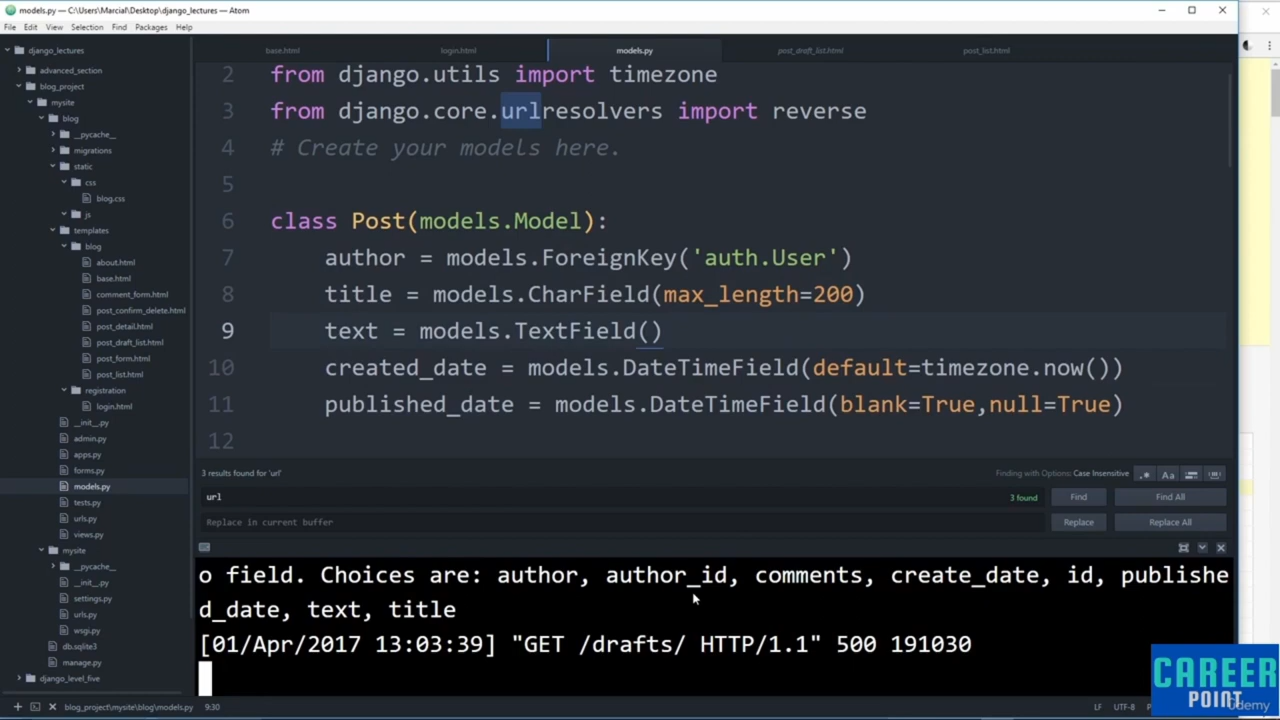 models.py — C:\Users\Marcial\Desktop\django_lectures — Atom
File Edit View Selection Find Packages Help
django_lectures
advanced_section
blog_project
mysite
blog
__pycache__
migrations
static
css
blog.css
js
templates
blog
about.html
base.html
comment_form.html
post_confirm_delete.html
post_detail.html
post_draft_list.html
post_form.html
post_list.html
registration
login.html
__init__.py
admin.py
apps.py
forms.py
models.py
tests.py
urls.py
views.py
mysite
__pycache__
__init__.py
settings.py
urls.py
wsgi.py
db.sqlite3
manage.py
django_level_five
base.html login.html models.py post_draft_list.html post_list.html
2 from django.utils import timezone
3 from django.core.urlresolvers import reverse
4 # Create your models here.
5
6 class Post(models.Model):
7 author = models.ForeignKey('auth.User')
8 title = models.CharField(max_length=200)
9 text = models.TextField()
10 created_date = models.DateTimeField(default=timezone.now())
11 published_date = models.DateTimeField(blank=True,null=True)
12
3 results found for 'url' Finding with Options: Case Insensitive .* Aa
url 3 found Find Find All
Replace in current buffer Replace Replace All
o field. Choices are: author, author_id, comments, create_date, id, publishe
d_date, text, title
[01/Apr/2017 13:03:39] "GET /drafts/ HTTP/1.1" 500 191030
blog_project\mysite\blog\models.py 9:30 LF UTF-8
CAREER
POINT
Udemy